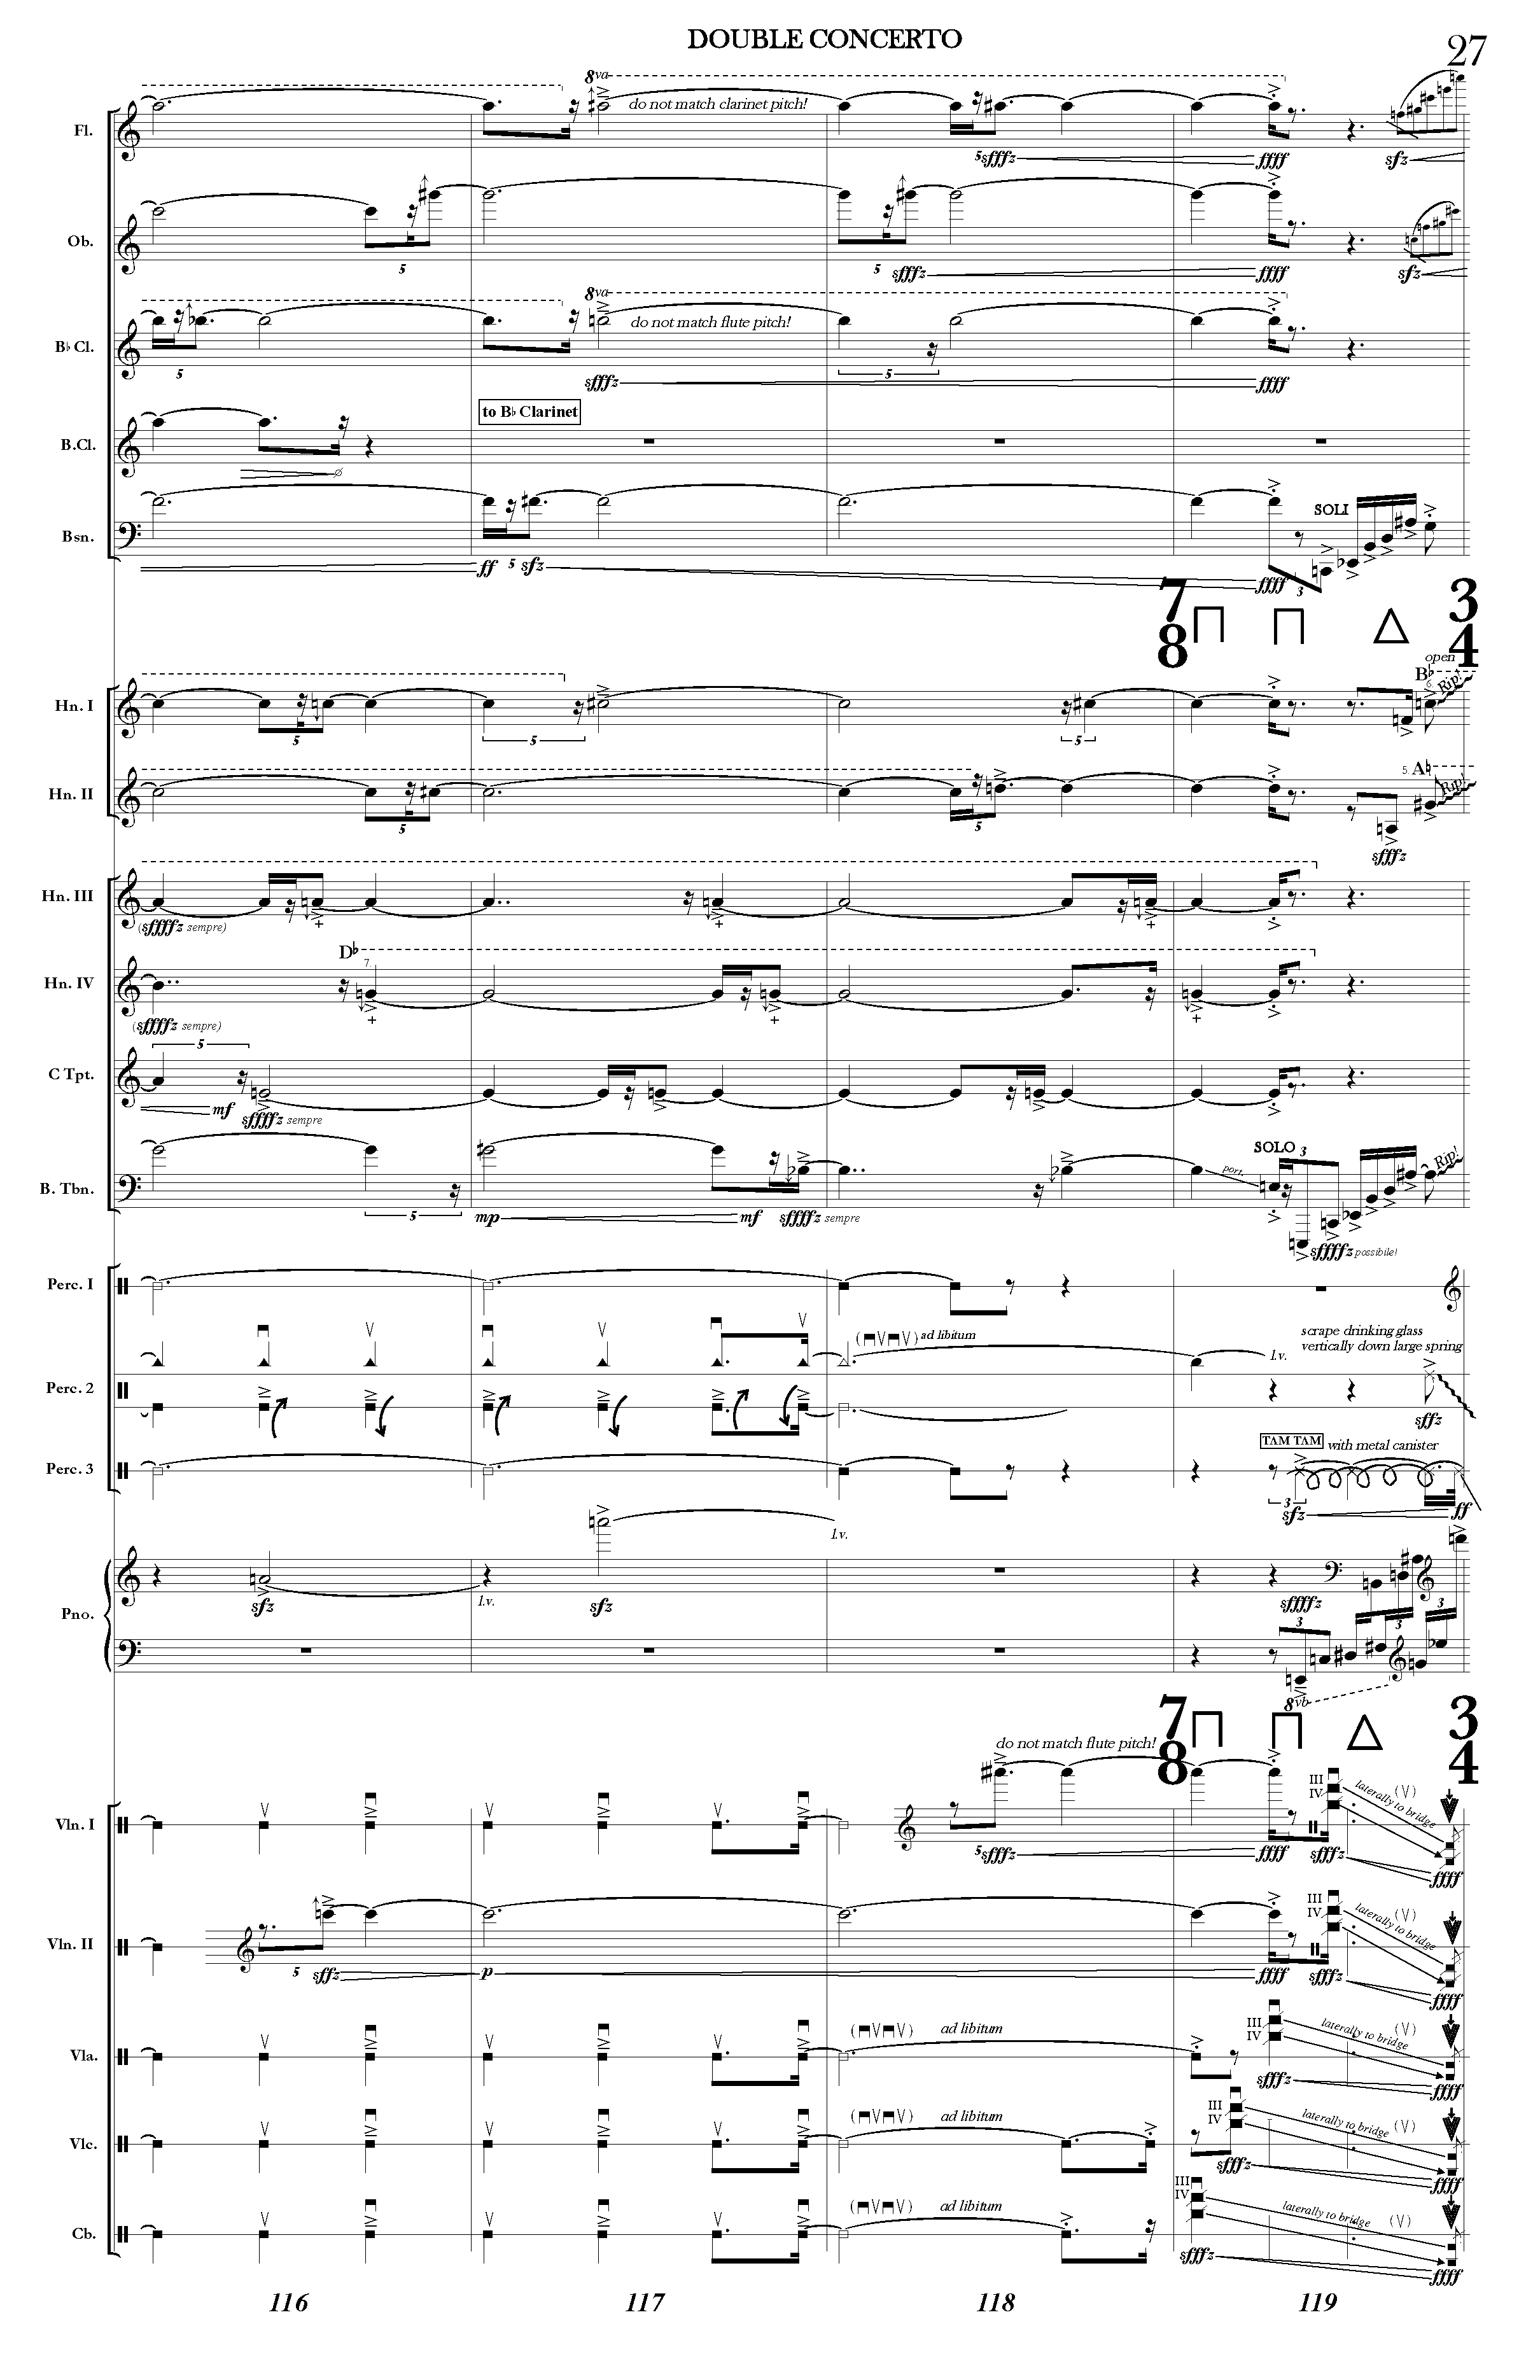 DOUBLE CONCERTO
27
8va
do not match clarinet pitch!
Fl.
5
sfffz
ffff
sfz
Ob.
5
5
sfffz
ffff
sfz
8va
do not match flute pitch!
B♭ Cl.
5
sfffz
5
ffff
to B♭ Clarinet
B.Cl.
SOLI
Bsn.
ff
5
sfz
ffff
3
7
8
3
4
open
B♭
6.
Rip!
Hn. I
5
5
5
5. A♭
Rip!
Hn. II
5
5
sfffz
Hn. III
(sffffz sempre)
D♭
7.
Hn. IV
(sffffz sempre)
5
C Tpt.
mf
sffffz sempre
SOLO
3
port.
Rip!
B. Tbn.
5
mp
mf
sffffz sempre
sffffz possibile!
Perc. I
( ) ad libitum
l.v.
scrape drinking glass
vertically down large spring
Perc. 2
sffz
TAM TAM
with metal canister
Perc. 3
3
sfz
ff
l.v.
sfz
l.v.
sfz
sffffz
Pno.
3
3
3
8vb
7
8
3
4
do not match flute pitch!
III
IV
laterally to bridge
Vln. I
5
sfffz
ffff
sfffz
ffff
III
IV
laterally to bridge
Vln. II
5
sffz
p
ffff
sfffz
ffff
ad libitum
III
IV
laterally to bridge
Vla.
sfffz
ffff
ad libitum
III
IV
laterally to bridge
Vlc.
sfffz
ffff
ad libitum
III
IV
laterally to bridge
Cb.
sfffz
ffff
116
117
118
119